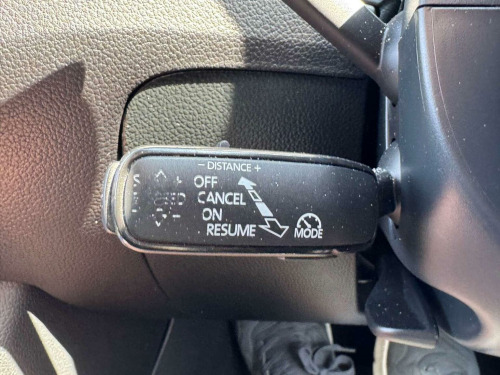 - DISTANCE +
+ OFF
CANCEL
- ON
RESUME
MODE